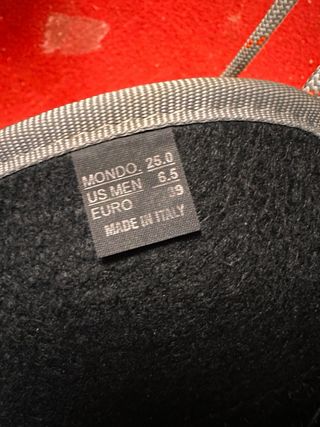 MONDO. 25.0
US MEN 6.5
EURO 39
MADE IN ITALY